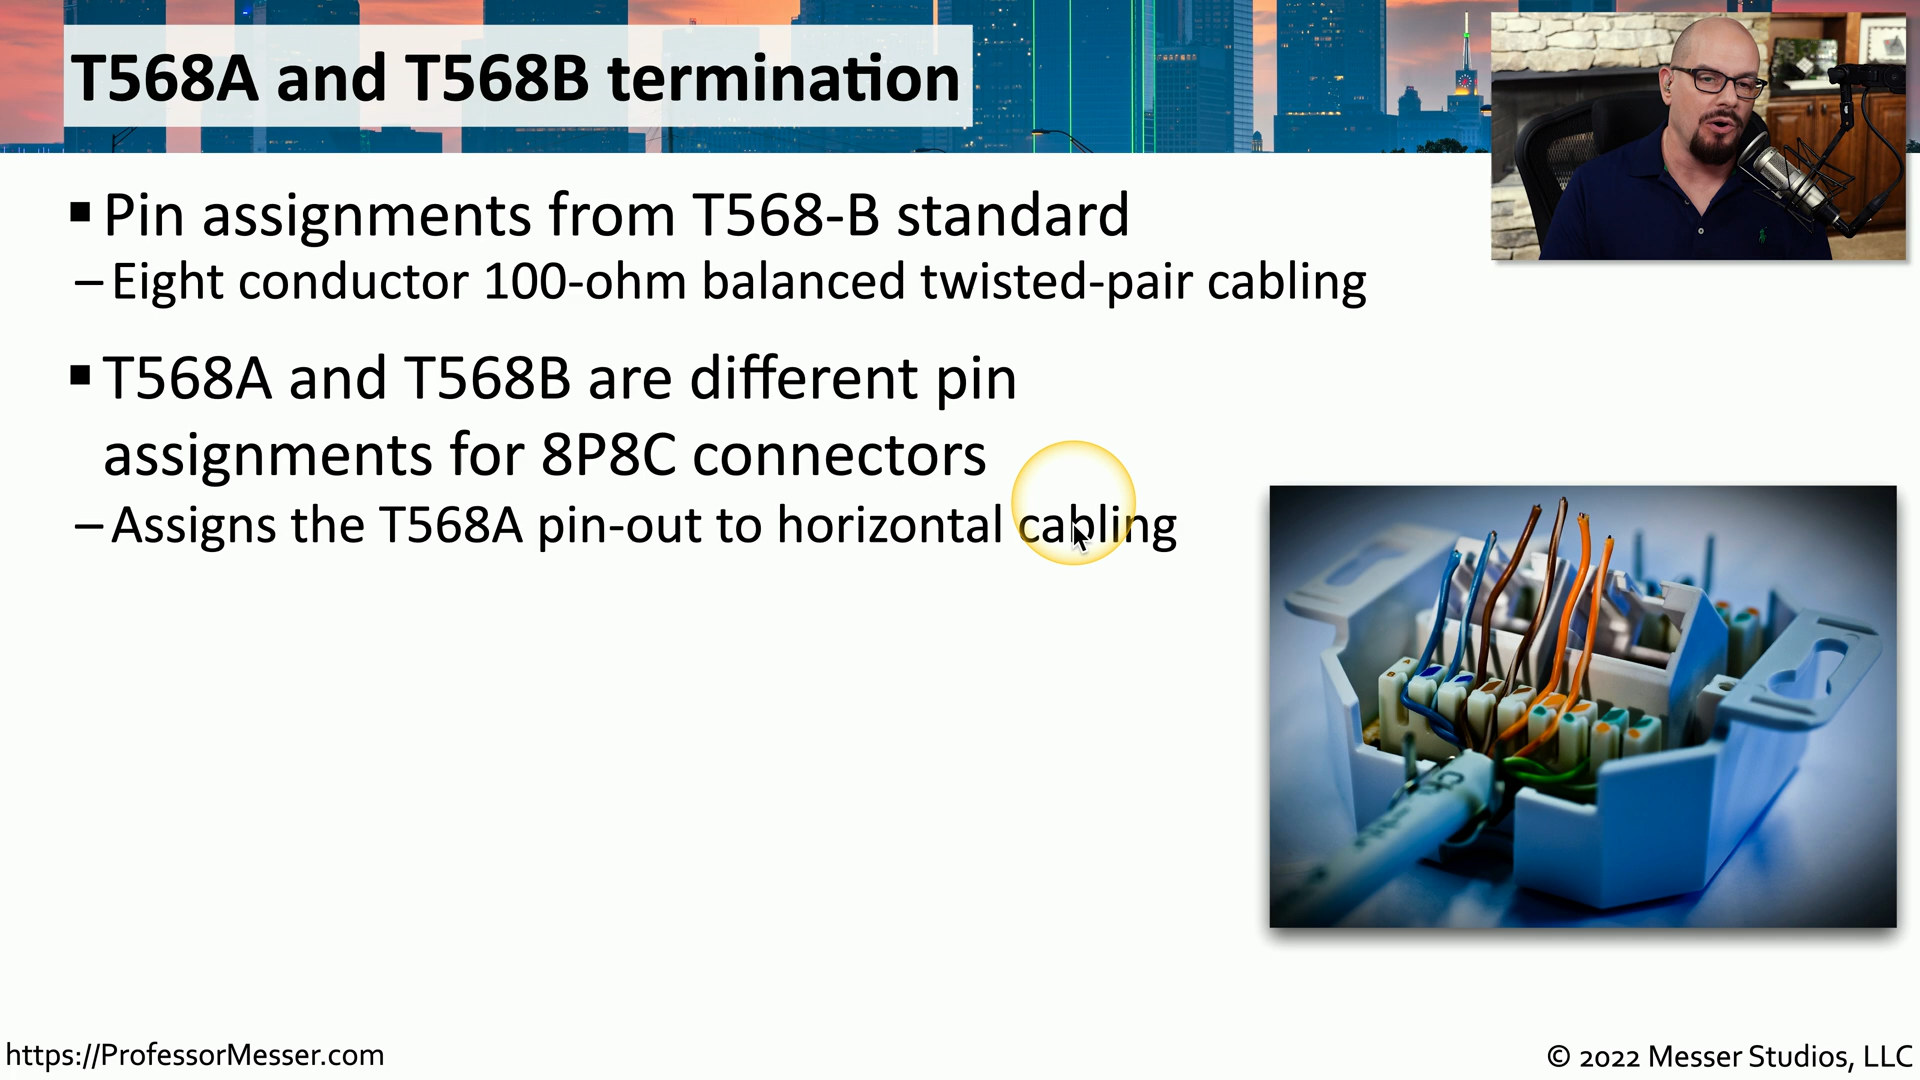 T568A and T568B termination
▪ Pin assignments from T568-B standard
– Eight conductor 100-ohm balanced twisted-pair cabling
▪ T568A and T568B are different pin
assignments for 8P8C connectors
– Assigns the T568A pin-out to horizontal cabling
https://ProfessorMesser.com
© 2022 Messer Studios, LLC